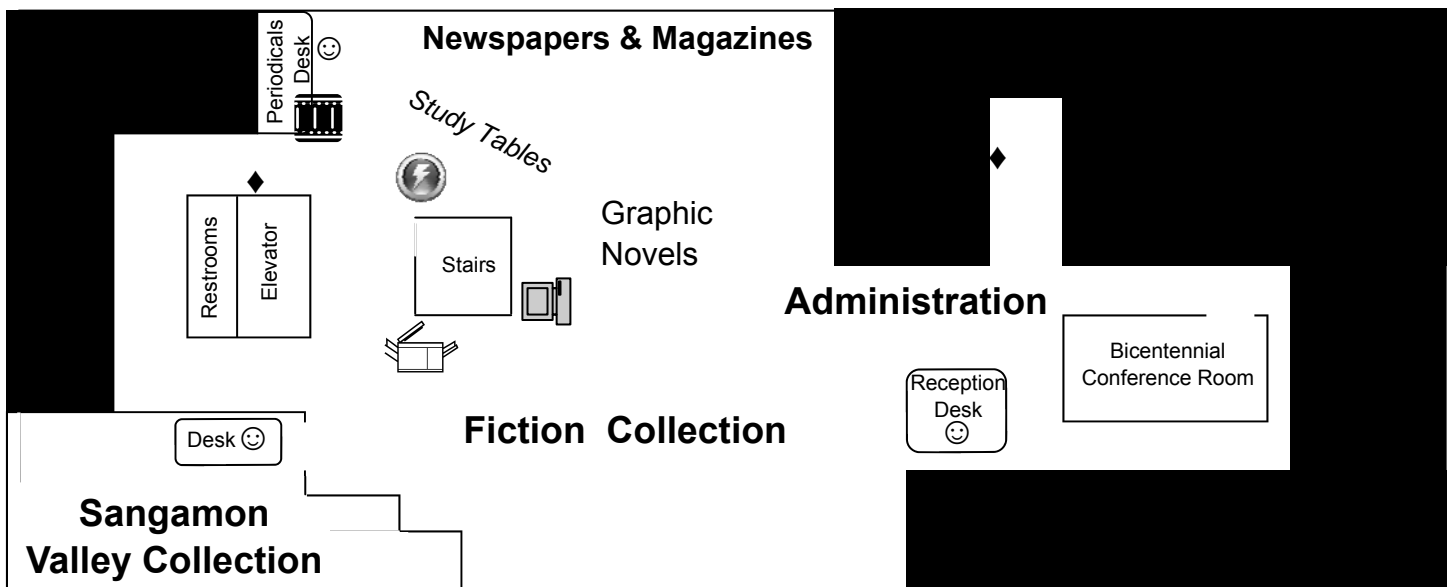 Newspapers & Magazines
Periodicals
Desk
Study Tables
Graphic
Novels
Restrooms
Elevator
Stairs
Administration
Bicentennial
Conference Room
Reception
Desk
Desk
Fiction Collection
Sangamon
Valley Collection